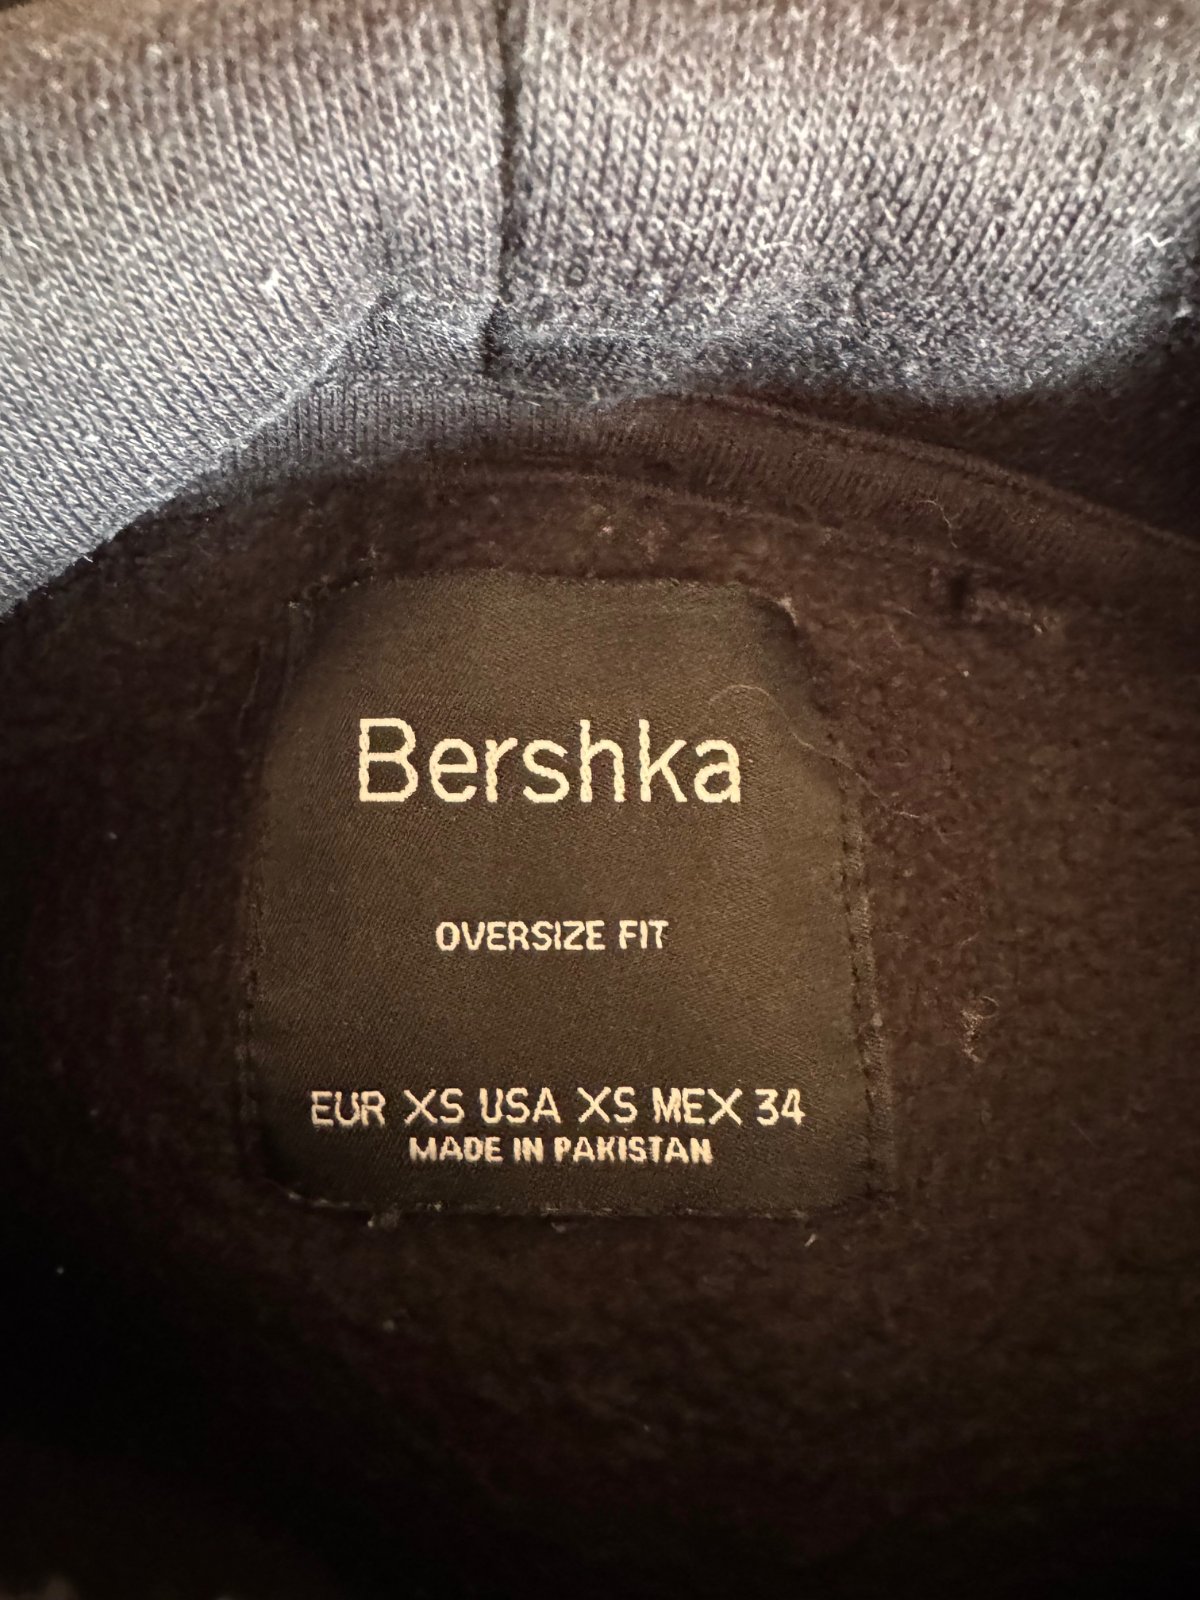 Bershka
OVERSIZE FIT
EUR XS USA XS MEX 34
MADE IN PAKISTAN